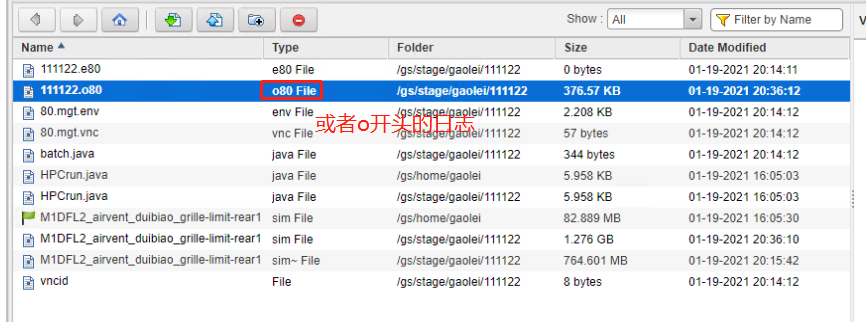 Show : All Filter by Name
Name Type Folder Size Date Modified
111122.e80 e80 File /gs/stage/gaolei/111122 0 bytes 01-19-2021 20:14:11
111122.o80 o80 File /gs/stage/gaolei/111122 376.57 KB 01-19-2021 20:36:12
80.mgt.env env File /gs/stage/gaolei/111122 2.208 KB 01-19-2021 20:14:12
或者o开头的日志
80.mgt.vnc vnc File /gs/stage/gaolei/111122 57 bytes 01-19-2021 20:14:12
batch.java java File /gs/stage/gaolei/111122 344 bytes 01-19-2021 20:14:12
HPCrun.java java File /gs/home/gaolei 5.958 KB 01-19-2021 16:05:03
HPCrun.java java File /gs/stage/gaolei/111122 5.958 KB 01-19-2021 16:05:03
M1DFL2_airvent_duibiao_grille-limit-rear1 sim File /gs/home/gaolei 82.889 MB 01-19-2021 16:05:30
M1DFL2_airvent_duibiao_grille-limit-rear1 sim File /gs/stage/gaolei/111122 1.276 GB 01-19-2021 20:36:10
M1DFL2_airvent_duibiao_grille-limit-rear1 sim~ File /gs/stage/gaolei/111122 764.601 MB 01-19-2021 20:15:42
vncid File /gs/stage/gaolei/111122 8 bytes 01-19-2021 20:14:12